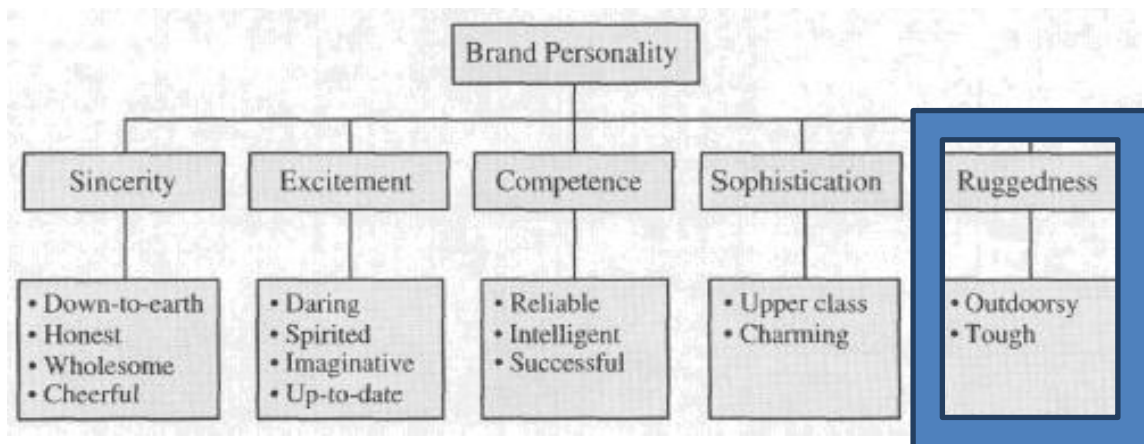 Brand Personality
Sincerity
Excitement
Competence
Sophistication
Ruggedness
• Down-to-earth
• Honest
• Wholesome
• Cheerful
• Daring
• Spirited
• Imaginative
• Up-to-date
• Reliable
• Intelligent
• Successful
• Upper class
• Charming
• Outdoorsy
• Tough